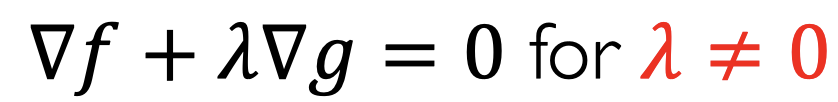 ∇f + λ∇g = 0 for λ ≠ 0